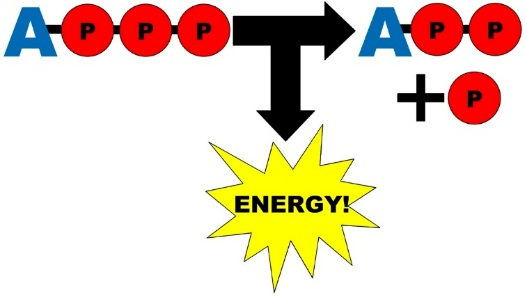 A P P P A P P
+ P
ENERGY!